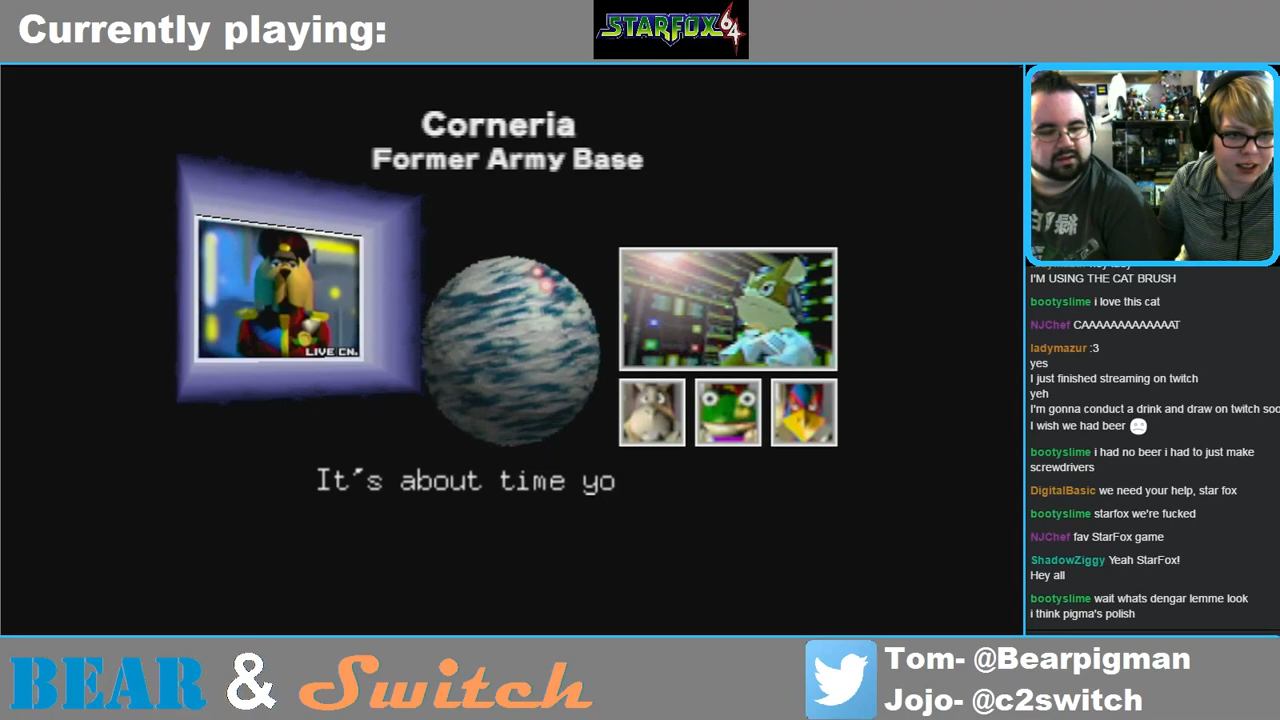 Currently playing:
STARFOX 64
Corneria
Former Army Base
LIVE CN.
It's about time yo
I'M USING THE CAT BRUSH
bootyslime i love this cat
NJChef CAAAAAAAAAAAAAT
ladymazur :3
yes
I just finished streaming on twitch
yeh
I'm gonna conduct a drink and draw on twitch soo
I wish we had beer
bootyslime i had no beer i had to just make
screwdrivers
DigitalBasic we need your help, star fox
bootyslime starfox we're fucked
NJChef fav StarFox game
ShadowZiggy Yeah StarFox!
Hey all
bootyslime wait whats dengar lemme look
i think pigma's polish
BEAR & Switch
Tom- @Bearpigman
Jojo- @c2switch